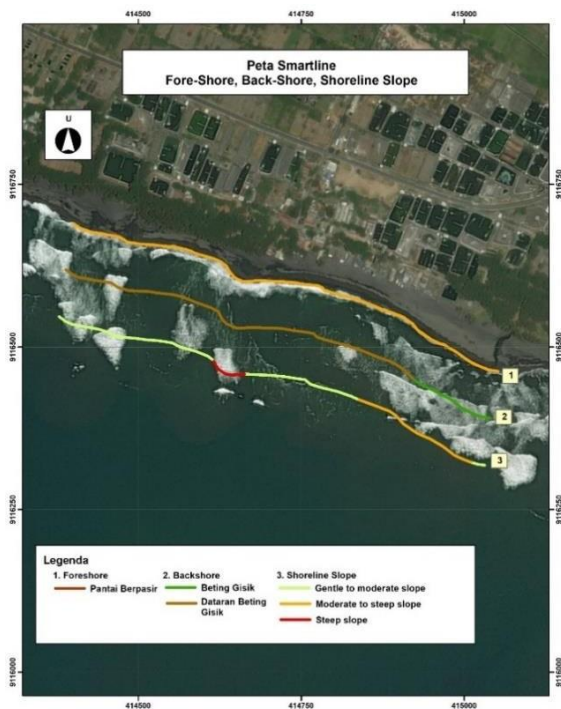 414500 414750 415000
Peta Smartline
Fore-Shore, Back-Shore, Shoreline Slope
U
9116750 9116750
9116500 9116500
1
2
3
9116250 9116250
Legenda
1. Foreshore
Pantai Berpasir
2. Backshore
Beting Gisik
Dataran Beting
Gisik
3. Shoreline Slope
Gentle to moderate slope
Moderate to steep slope
Steep slope
9116000 9116000
414500 414750 415000